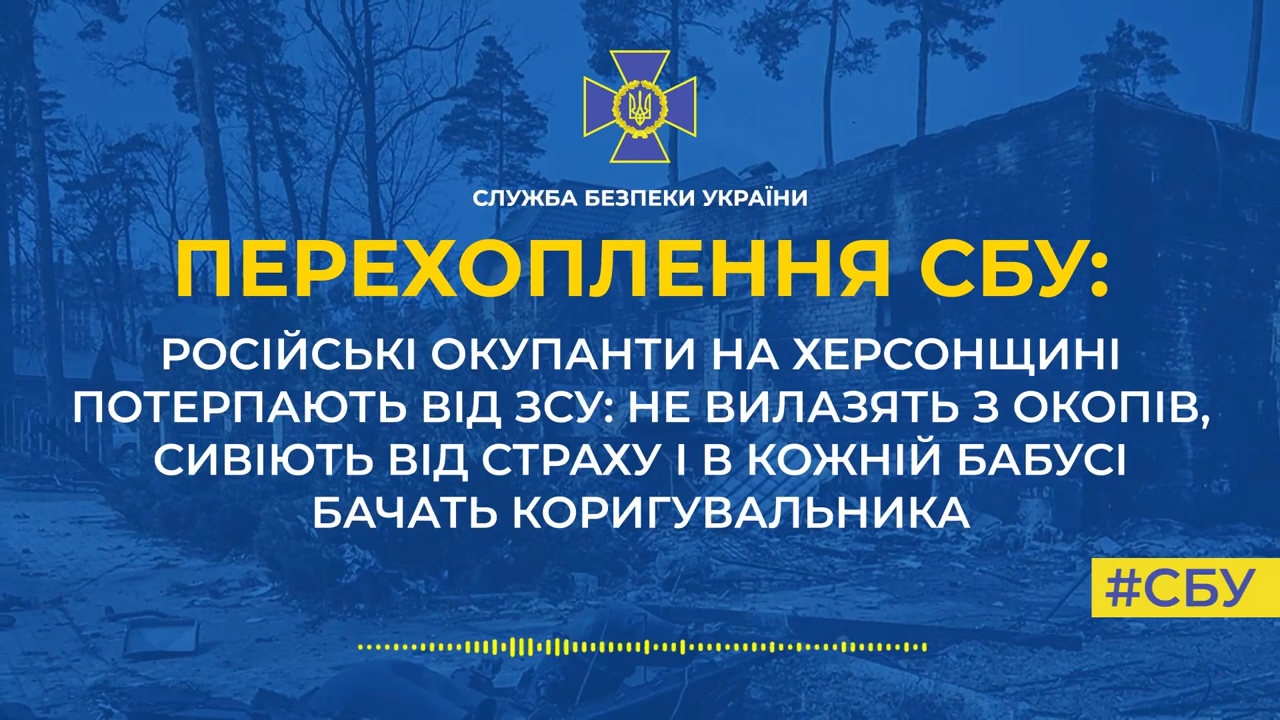 СЛУЖБА БЕЗПЕКИ УКРАЇНИ
ПЕРЕХОПЛЕННЯ СБУ:
РОСІЙСЬКІ ОКУПАНТИ НА ХЕРСОНЩИНІ
ПОТЕРПАЮТЬ ВІД ЗСУ: НЕ ВИЛАЗЯТЬ З ОКОПІВ,
СИВІЮТЬ ВІД СТРАХУ І В КОЖНІЙ БАБУСІ
БАЧАТЬ КОРИГУВАЛЬНИКА
#СБУ